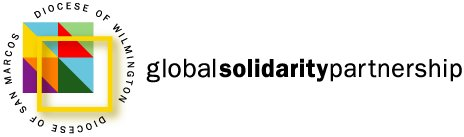 DIOCESE OF WILMINGTON
DIOCESE OF SAN MARCOS
globalsolidaritypartnership